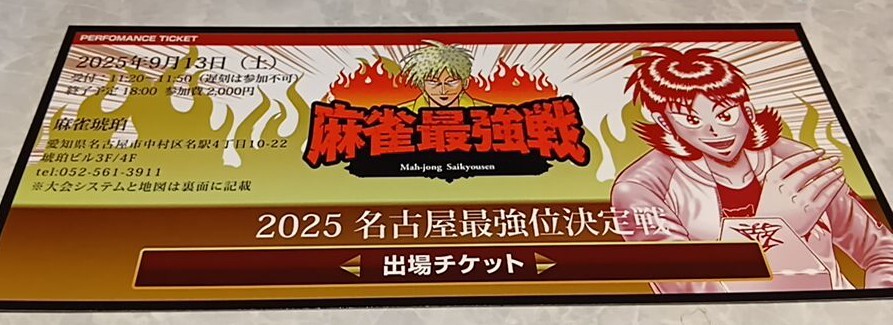 PERFOMANCE TICKET
2025年9月13日（土）
受付：11:20〜11:50（遅刻は参加不可）
終了予定 18:00 参加費 2,000円
麻雀琥珀
愛知県名古屋市中村区名駅4丁目10-22
琥珀ビル3F/4F
tel:052-561-3911
※大会システムと地図は裏面に記載
麻雀最強戦
Mah-jong Saikyousen
2025 名古屋最強位決定戦
出場チケット